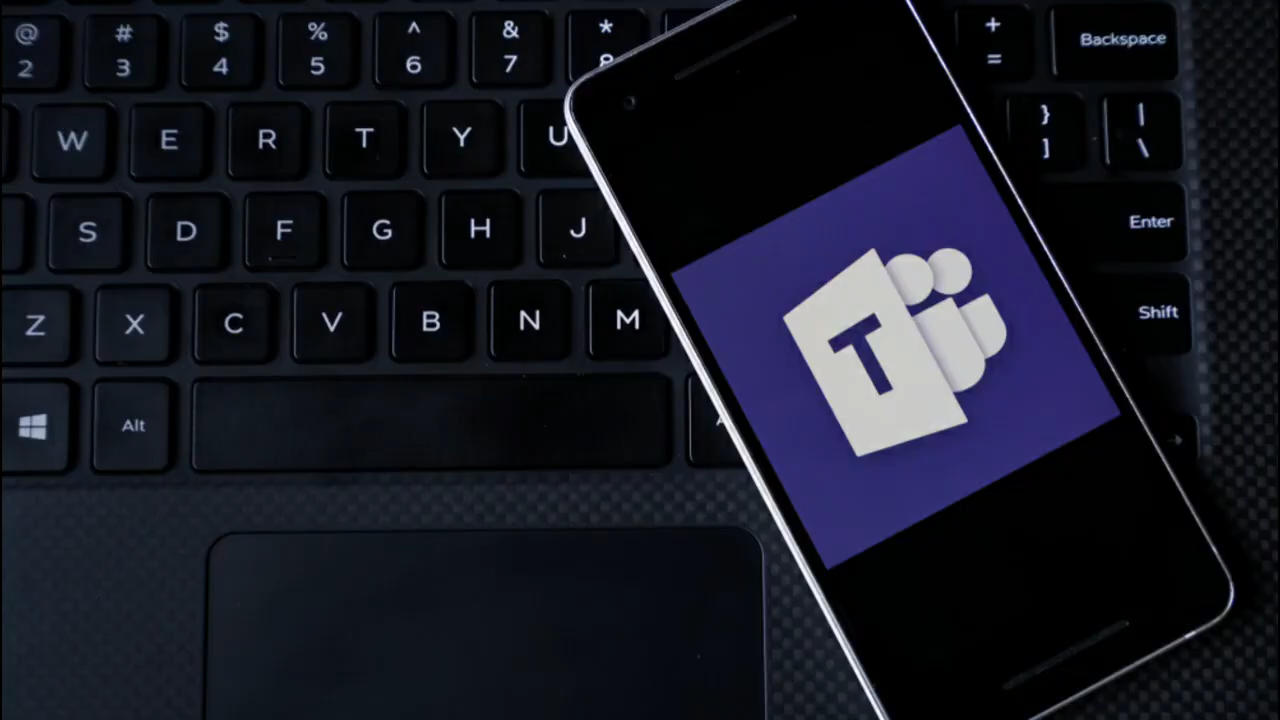 @ # $ % ^ & * +
2 3 4 5 6 7 8 = Backspace
W E R T Y U } |
] \
S D F G H J Enter
T
Z X C V B N M Shift
Alt